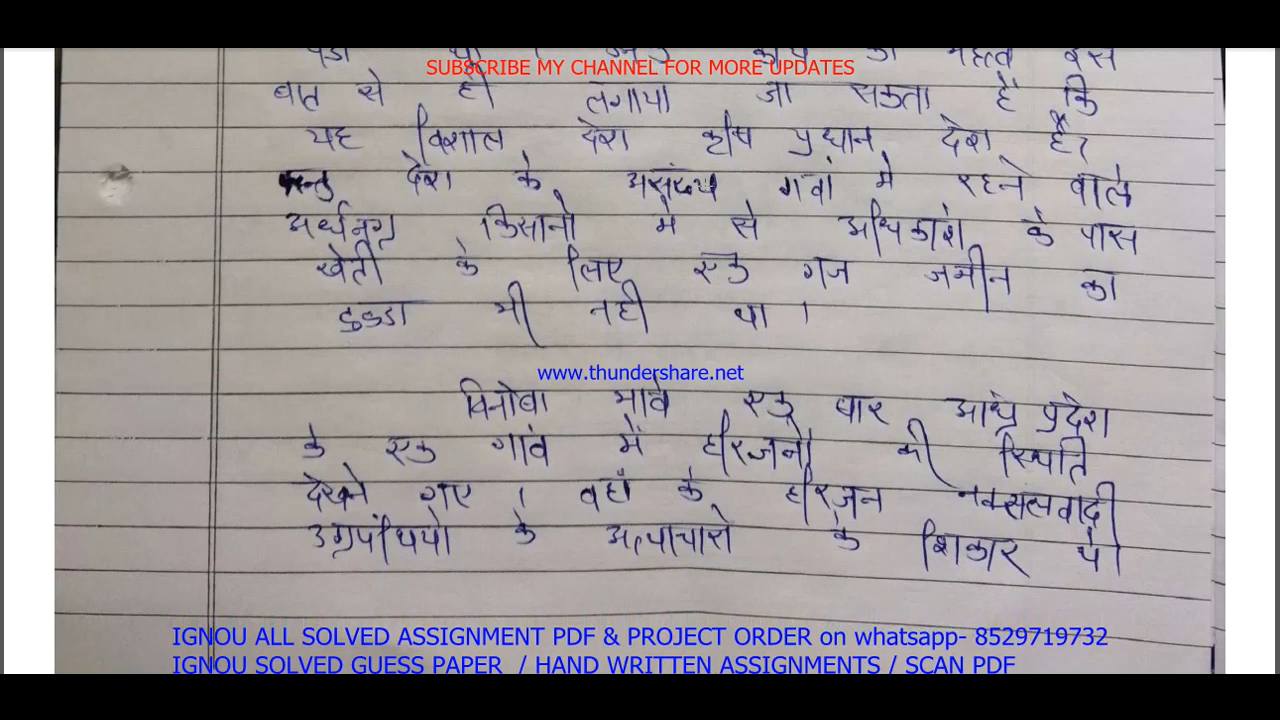 SUBSCRIBE MY CHANNEL FOR MORE UPDATES
बात से ही लगाया जा सकता है कि
यह विशाल देश कृषि प्रधान देश है,
देश के असंख्य गवां मे रहने वाले
अर्धनग्न किसानो में से अधिकांश के पास
खेती के लिए एक गज जमीन का
टुकडा भी नही था ।
www.thundershare.net
विनोबा भावे एक बार आंध्र प्रदेश
के एक गांव में हरिजनों की स्थिति
देखने गए । वहाँ के हरिजन नक्सलवादी
उग्रपंथियो के अत्याचारो के शिकार थे।
IGNOU ALL SOLVED ASSIGNMENT PDF & PROJECT ORDER on whatsapp- 8529719732
IGNOU SOLVED GUESS PAPER / HAND WRITTEN ASSIGNMENTS / SCAN PDF